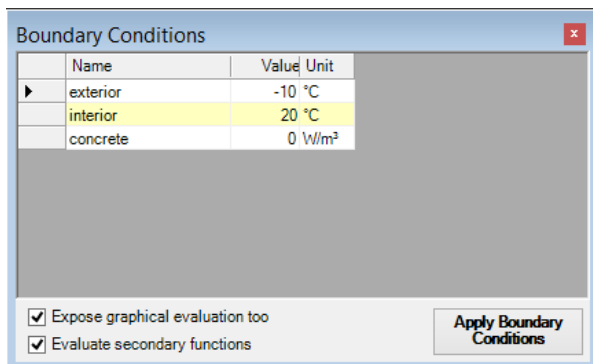 Boundary Conditions
x
Name Value Unit
exterior -10 °C
interior 20 °C
concrete 0 W/m³
Expose graphical evaluation too
Evaluate secondary functions
Apply Boundary
Conditions